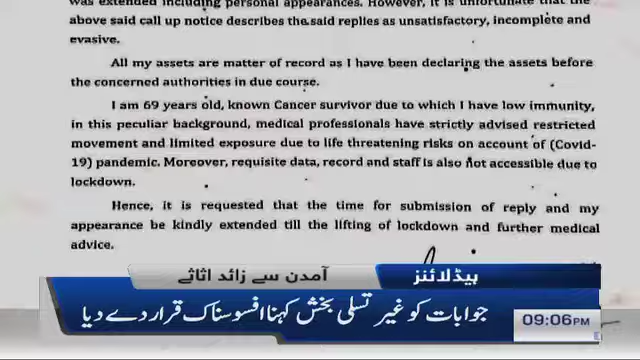 was extended including personal appearances. However, it is unfortunate that the
above said call up notice describes the said replies as unsatisfactory, incomplete and
evasive.
All my assets are matter of record as I have been declaring the assets before
the concerned authorities in due course.
I am 69 years old, known Cancer survivor due to which I have low immunity,
in this peculiar background, medical professionals have strictly advised restricted
movement and limited exposure due to life threatening risks on account of (Covid-
19) pandemic. Moreover, requisite data, record and staff is also not accessible due to
lockdown.
Hence, it is requested that the time for submission of reply and my
appearance be kindly extended till the lifting of lockdown and further medical
advice.
ہیڈلائنز
آمدن سے زائد اثاثے
جوابات کو غیر تسلی بخش کہنا افسوسناک قرار دے دیا
09:06PM